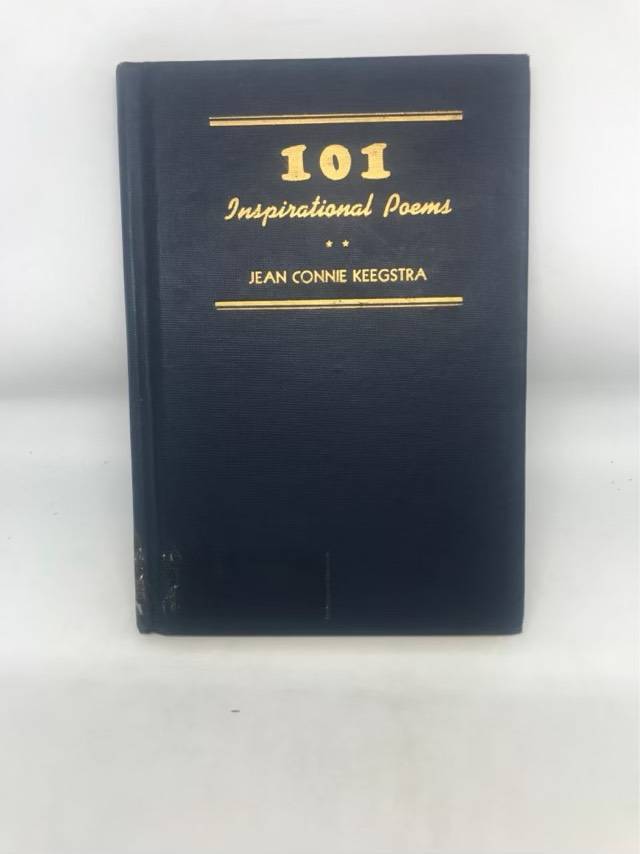 101
Inspirational Poems
★ ★
JEAN CONNIE KEEGSTRA